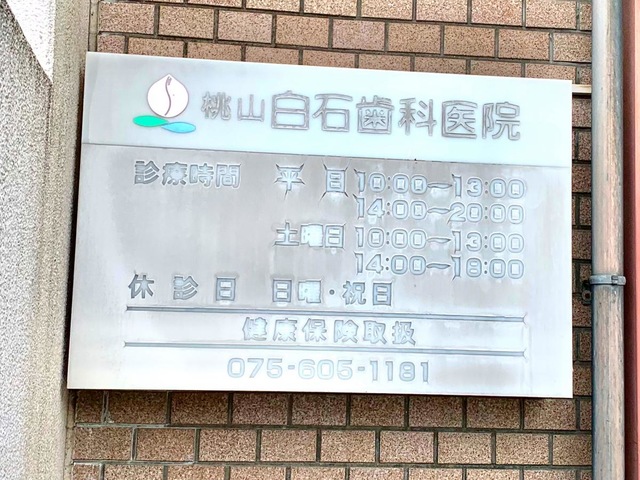 桃山白石歯科医院
診療時間 平 日 10:00〜13:00
14:00〜20:00
土曜日 10:00〜13:00
14:00〜18:00
休 診 日 日曜・祝日
健康保険取扱
075-605-1181